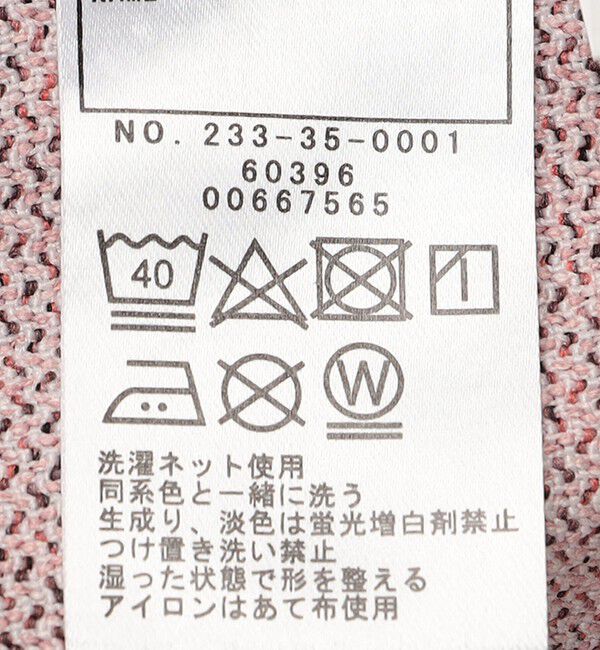 NO. 233-35-0001
60396
00667565
40
W
洗濯ネット使用
同系色と一緒に洗う
生成り、淡色は蛍光増白剤禁止
つけ置き洗い禁止
湿った状態で形を整える
アイロンはあて布使用